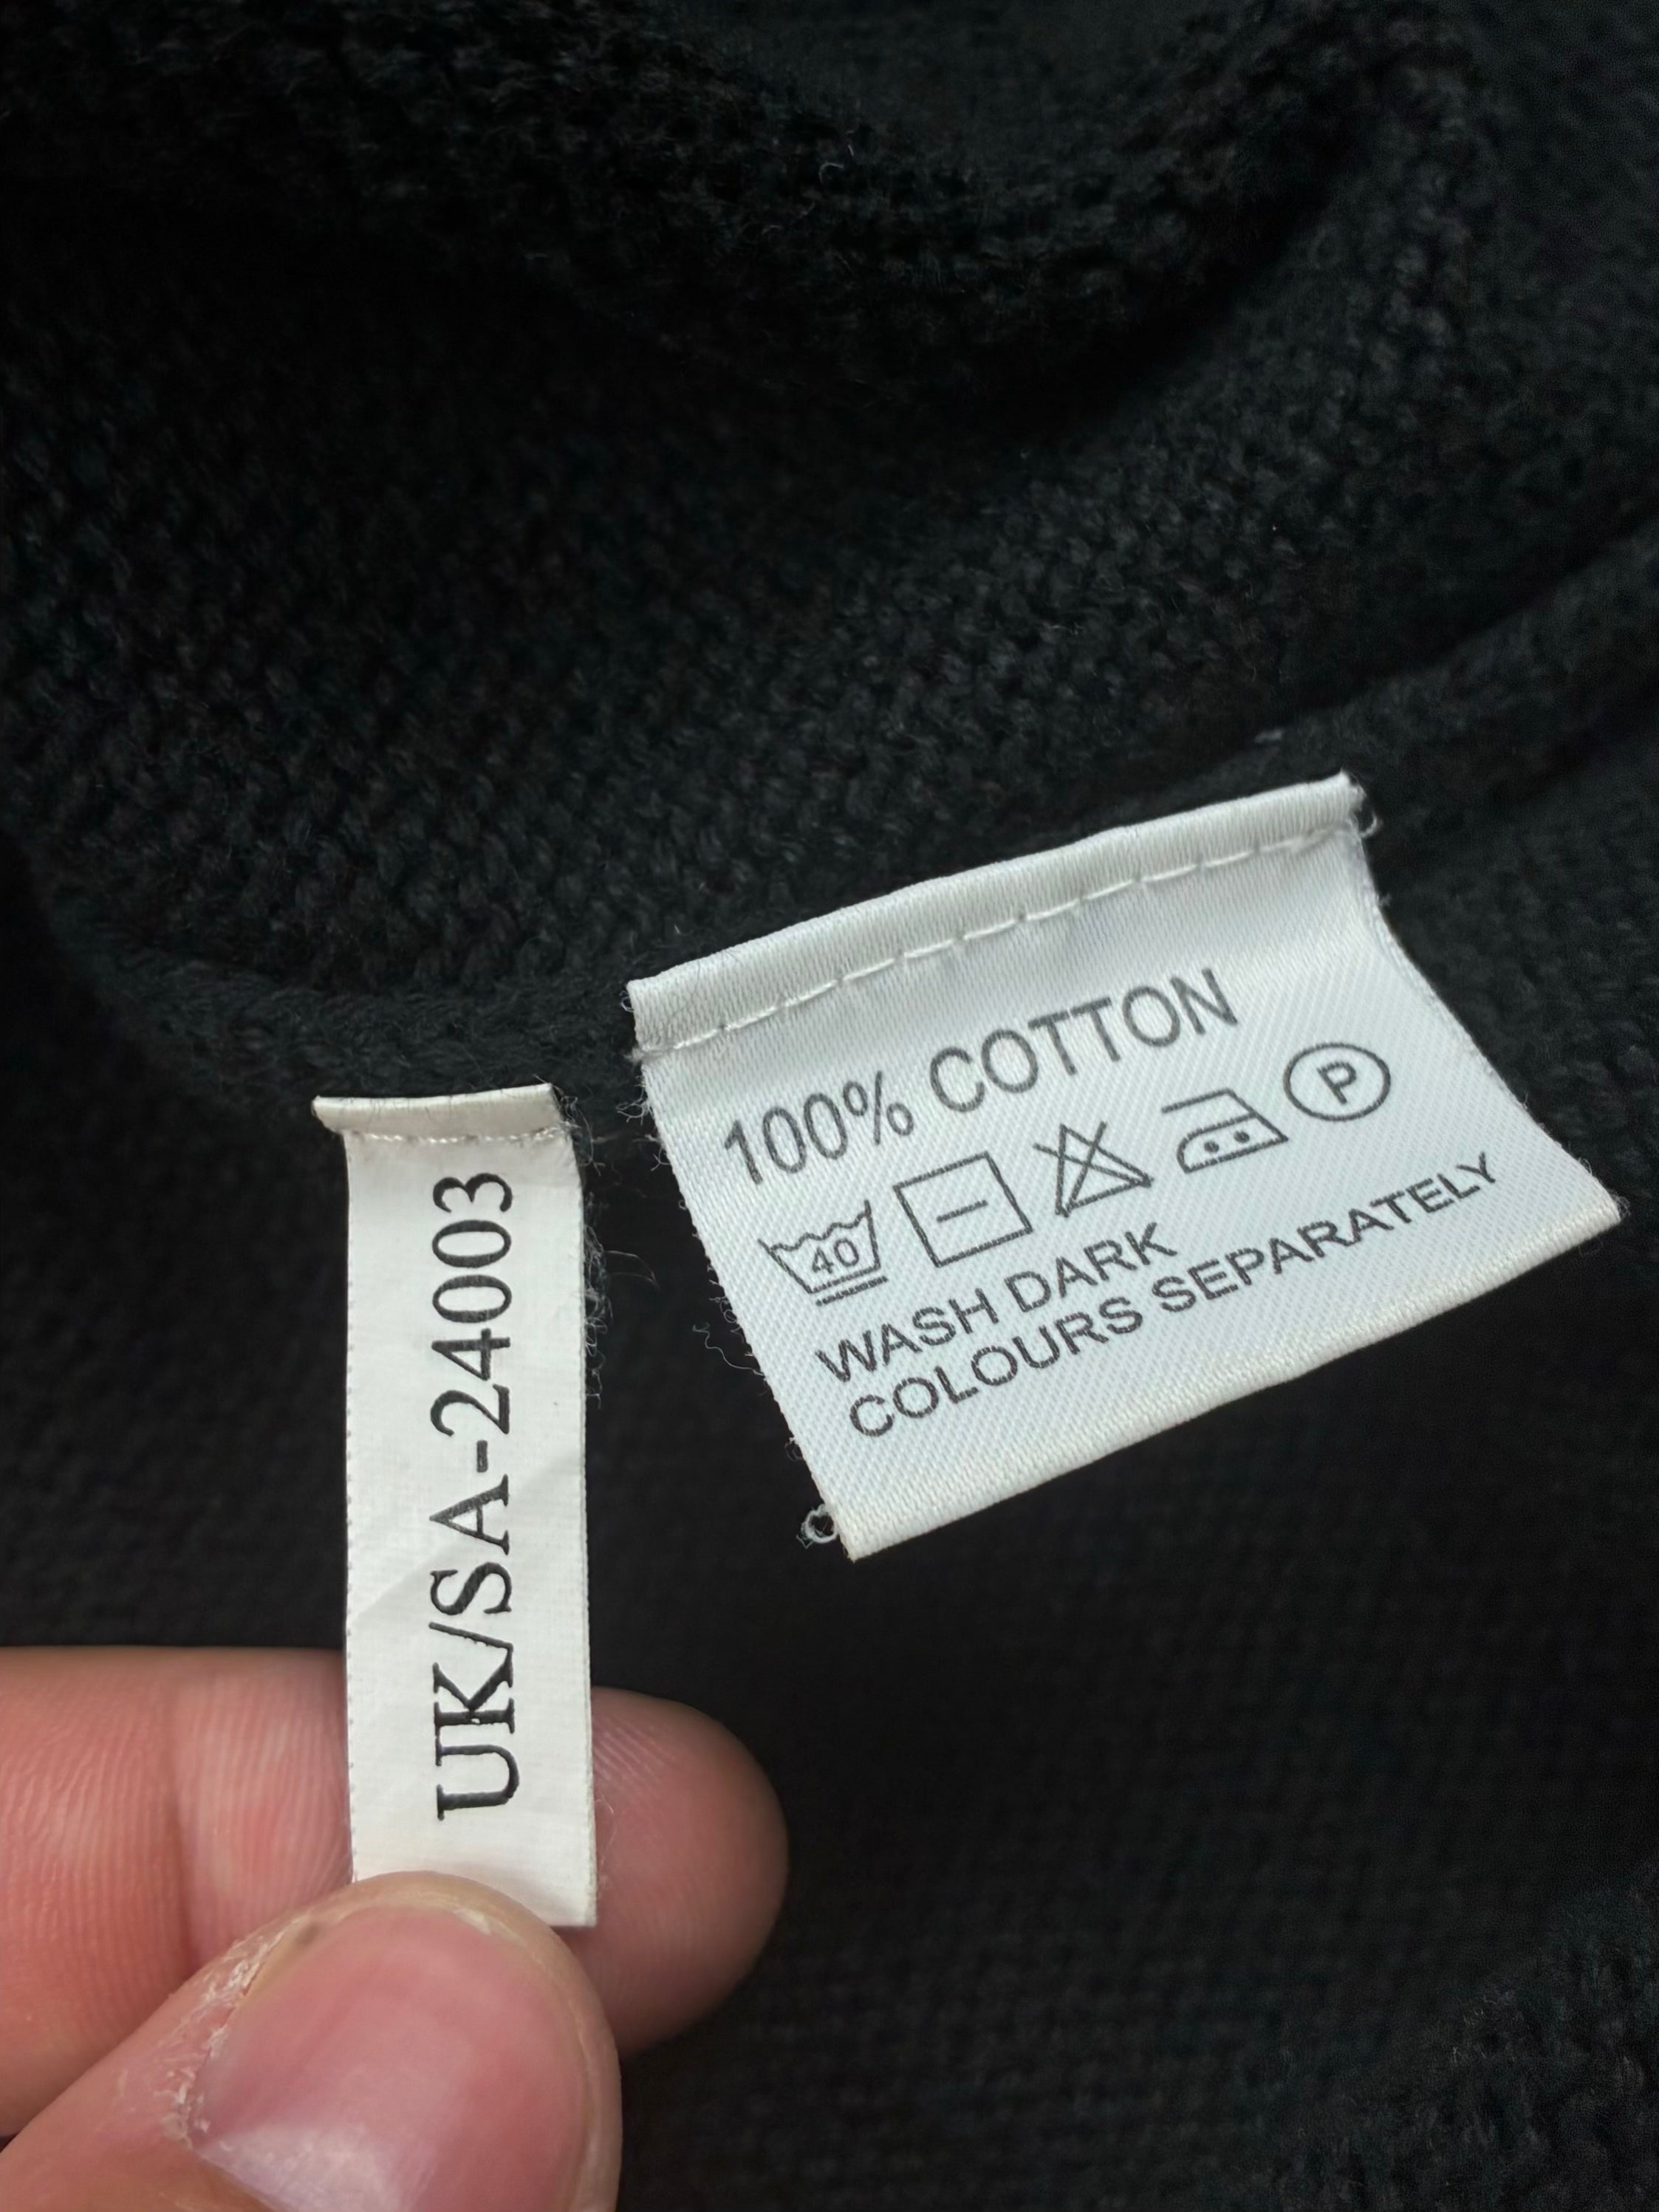 UK/SA-24003
100% COTTON
40
P
WASH DARK
COLOURS SEPARATELY